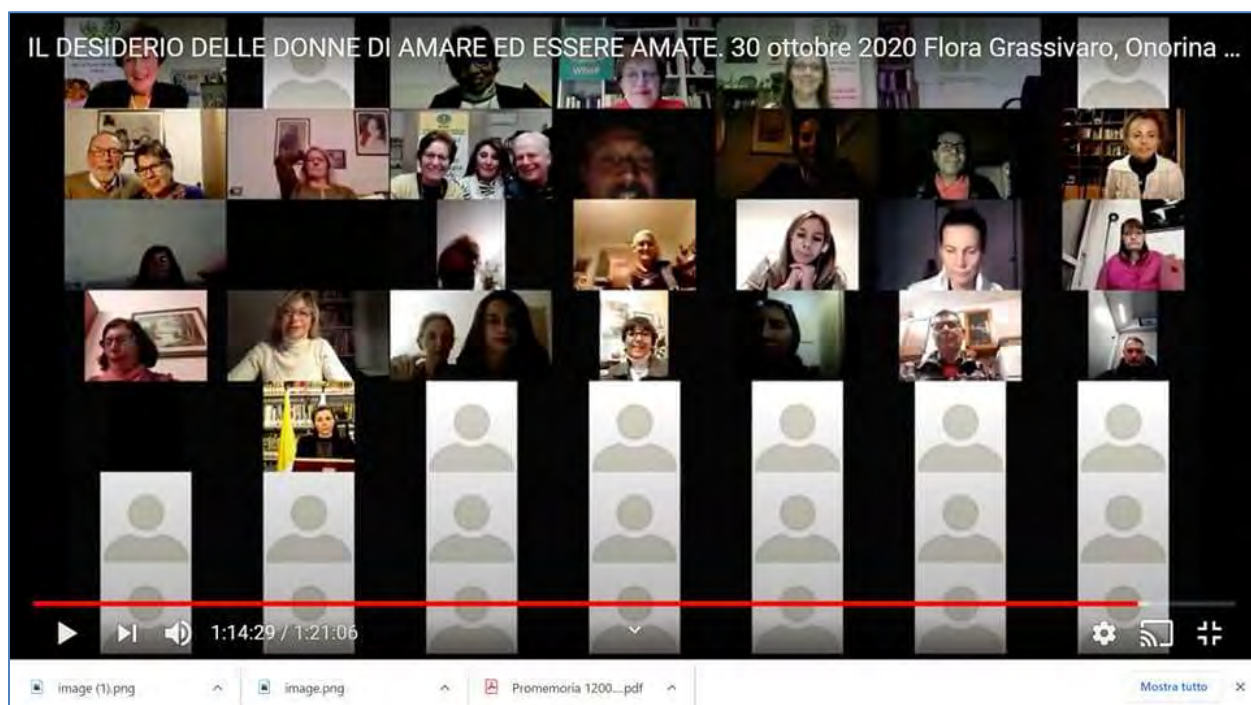 IL DESIDERIO DELLE DONNE DI AMARE ED ESSERE AMATE. 30 ottobre 2020 Flora Grassivaro, Onorina ...
WFWP
1:14:29 / 1:21:06
image (1).png
image.png
Promemoria 1200....pdf
Mostra tutto